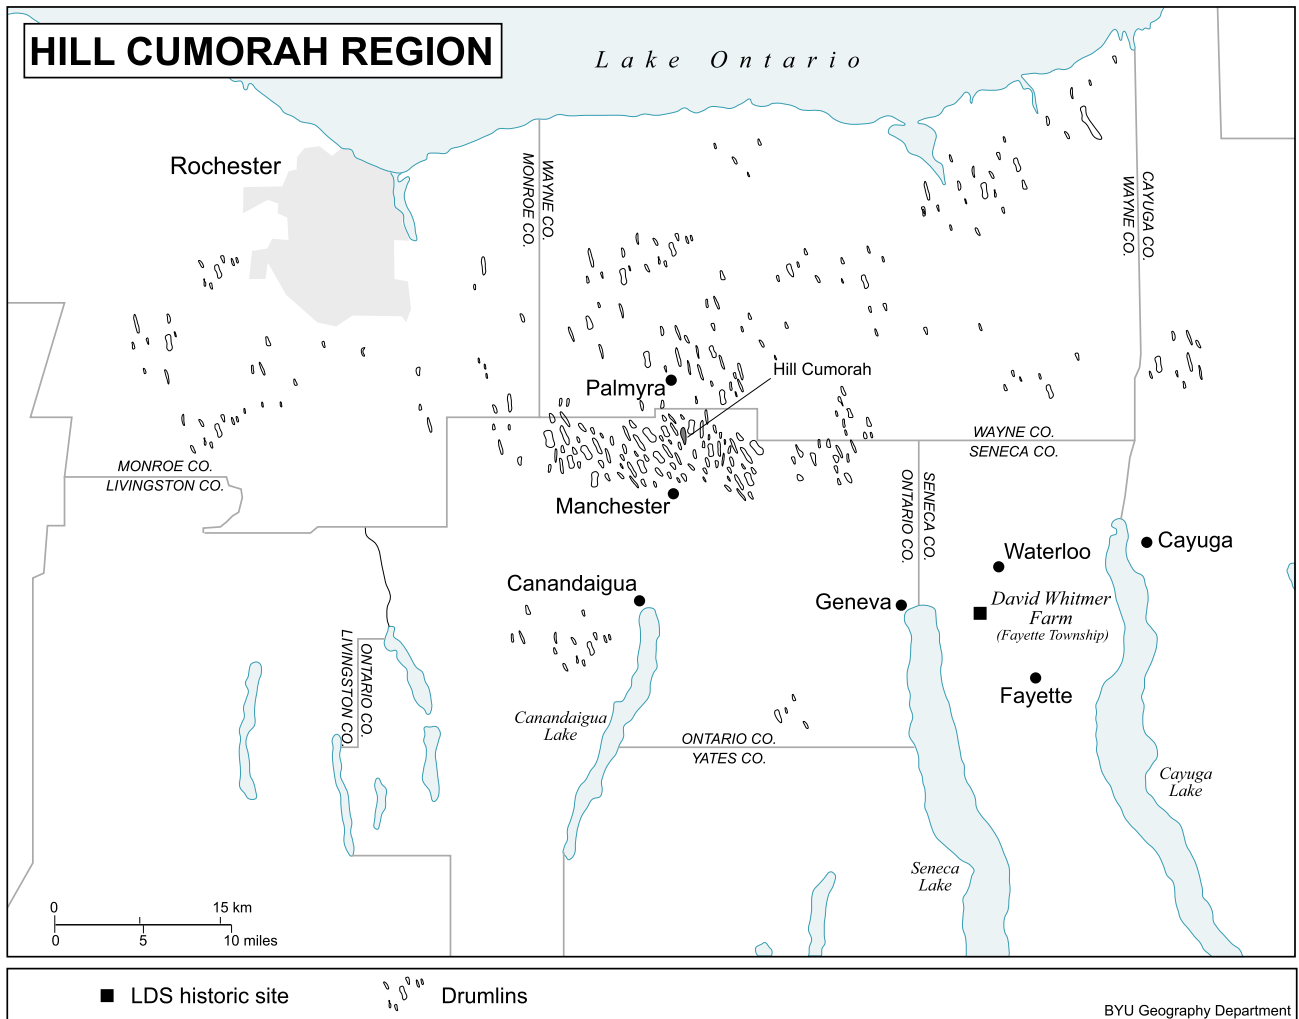 HILL CUMORAH REGION
Lake Ontario
Rochester
WAYNE CO.
MONROE CO.
CAYUGA CO.
WAYNE CO.
Hill Cumorah
Palmyra
WAYNE CO.
SENECA CO.
MONROE CO.
LIVINGSTON CO.
Manchester
SENECA CO.
ONTARIO CO.
Cayuga
Waterloo
Canandaigua
Geneva
David Whitmer
Farm
(Fayette Township)
ONTARIO CO.
LIVINGSTON CO.
Fayette
Canandaigua
Lake
ONTARIO CO.
YATES CO.
Cayuga
Lake
Seneca
Lake
0 15 km
0 5 10 miles
LDS historic site
Drumlins
BYU Geography Department